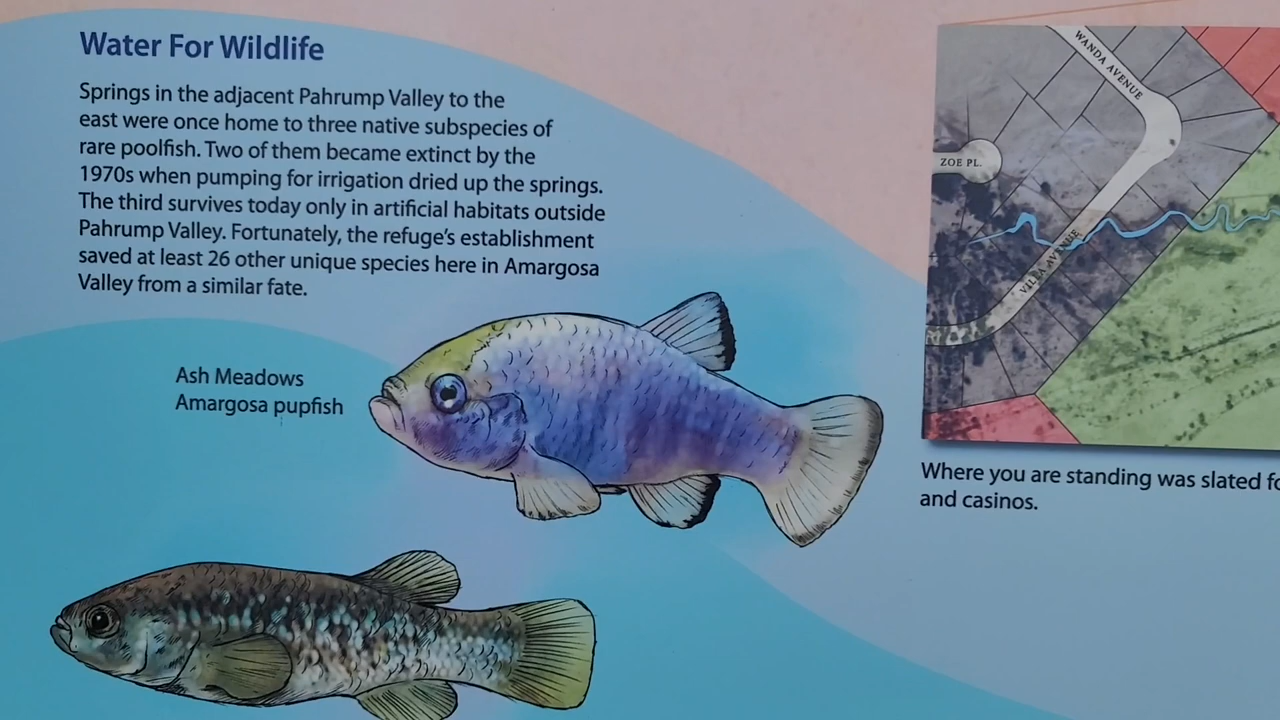 Water For Wildlife
Springs in the adjacent Pahrump Valley to the
east were once home to three native subspecies of
rare poolfish. Two of them became extinct by the
1970s when pumping for irrigation dried up the springs.
The third survives today only in artificial habitats outside
Pahrump Valley. Fortunately, the refuge's establishment
saved at least 26 other unique species here in Amargosa
Valley from a similar fate.
Ash Meadows
Amargosa pupfish
WANDA AVENUE
ZOE PL.
VILLA AVENUE
Where you are standing was slated
and casinos.